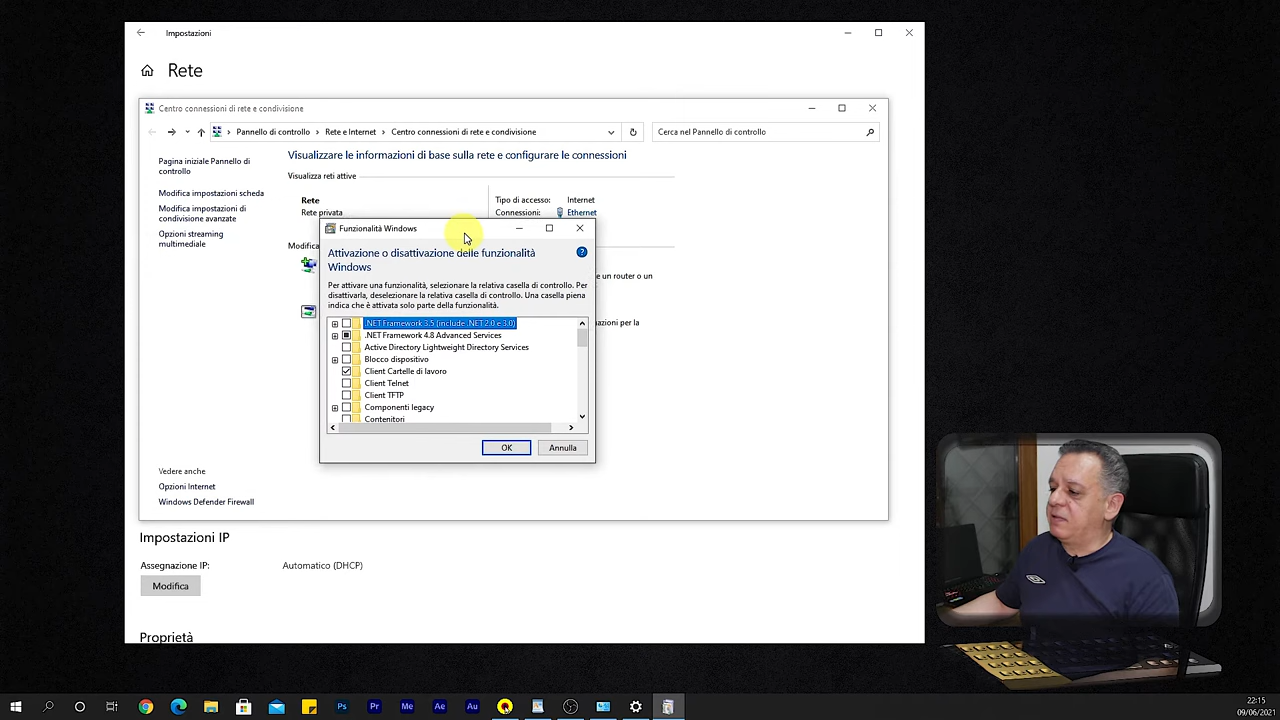 Impostazioni
Rete
Centro connessioni di rete e condivisione
Pannello di controllo
Rete e Internet
Centro connessioni di rete e condivisione
Cerca nel Pannello di controllo
Pagina iniziale Pannello di
controllo
Modifica impostazioni scheda
Modifica impostazioni di
condivisione avanzate
Opzioni streaming
multimediale
Visualizzare le informazioni di base sulla rete e configurare le connessioni
Visualizza reti attive
Rete
Rete privata
Tipo di accesso:
Internet
Connessioni:
Ethernet
Modifica
e un router o un
uazioni per la
Funzionalità Windows
Attivazione o disattivazione delle funzionalità
Windows
Per attivare una funzionalità, selezionare la relativa casella di controllo. Per
disattivarla, deselezionare la relativa casella di controllo. Una casella piena
indica che è attivata solo parte della funzionalità.
.NET Framework 3.5 (include .NET 2.0 e 3.0)
.NET Framework 4.8 Advanced Services
Active Directory Lightweight Directory Services
Blocco dispositivo
Client Cartelle di lavoro
Client Telnet
Client TFTP
Componenti legacy
Contenitori
OK
Annulla
Vedere anche
Opzioni Internet
Windows Defender Firewall
Impostazioni IP
Assegnazione IP:
Automatico (DHCP)
Modifica
Proprietà
Ps
Pr
Me
Ae
Au
22:15
09/06/2021